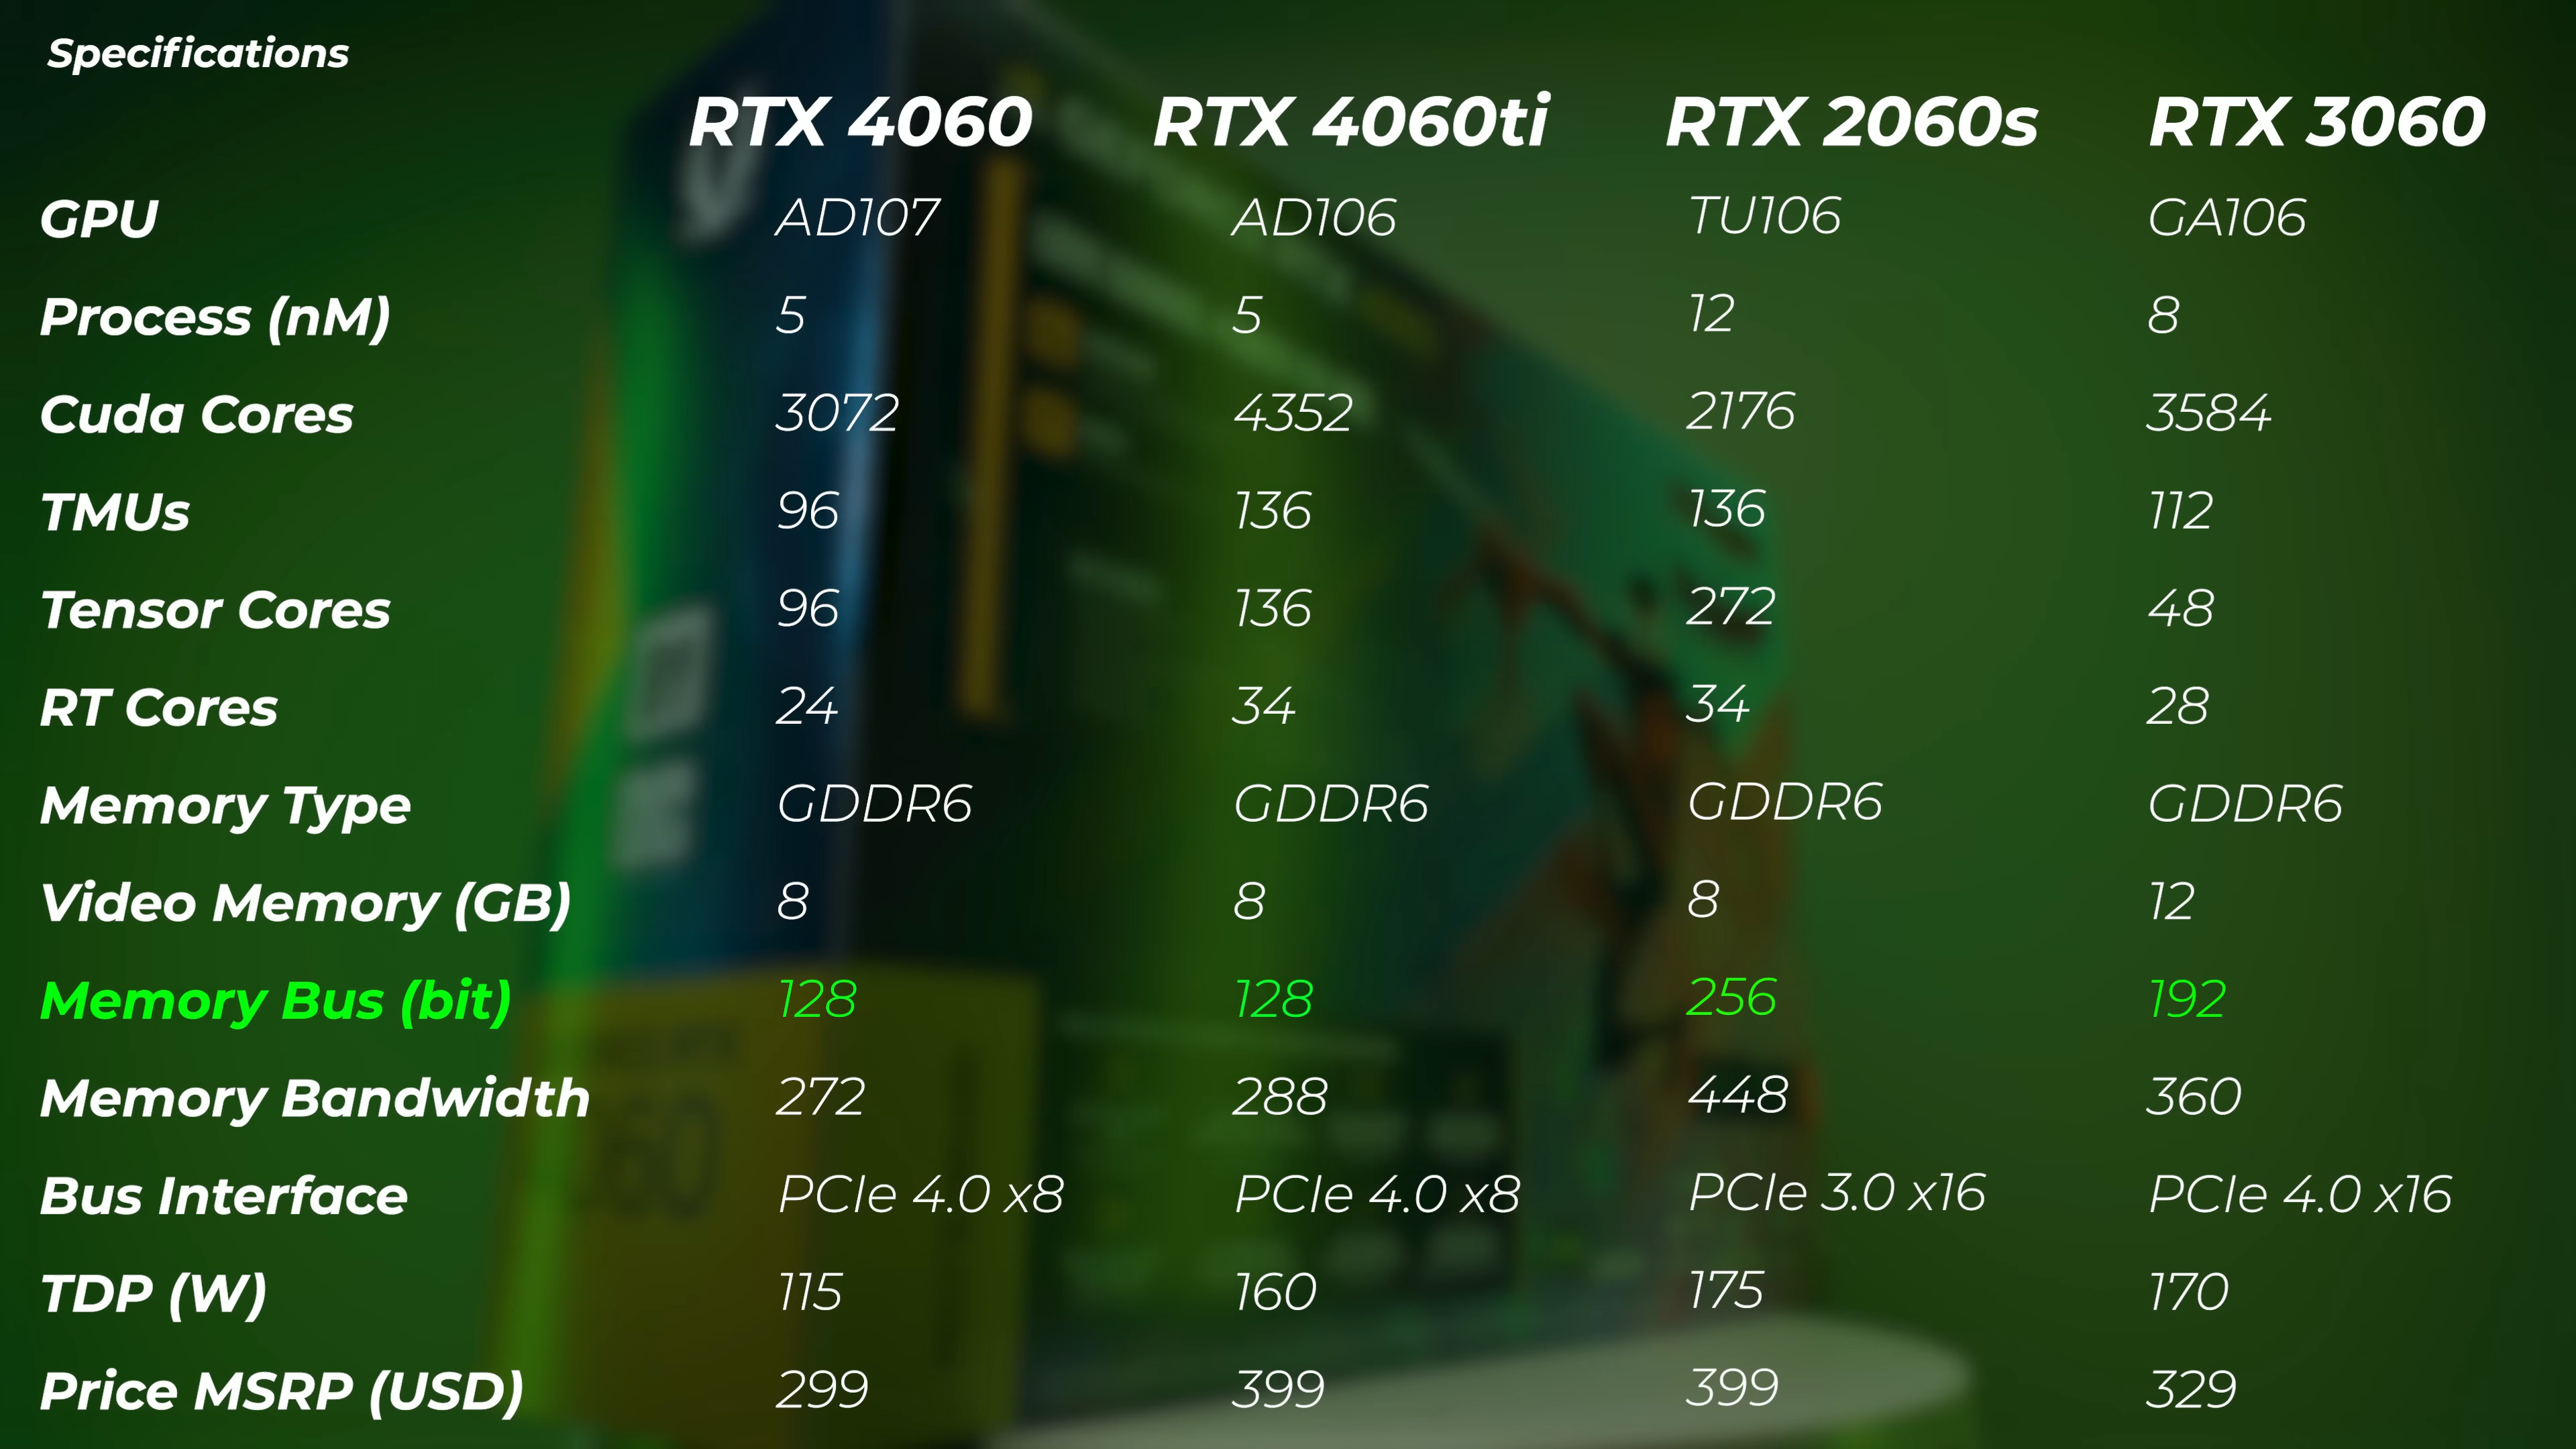 Specifications
RTX 4060 RTX 4060ti RTX 2060s RTX 3060
GPU AD107 AD106 TU106 GA106
Process (nM) 5 5 12 8
Cuda Cores 3072 4352 2176 3584
TMUs 96 136 136 112
Tensor Cores 96 136 272 48
RT Cores 24 34 34 28
Memory Type GDDR6 GDDR6 GDDR6 GDDR6
Video Memory (GB) 8 8 8 12
Memory Bus (bit) 128 128 256 192
Memory Bandwidth 272 288 448 360
Bus Interface PCIe 4.0 x8 PCIe 4.0 x8 PCIe 3.0 x16 PCIe 4.0 x16
TDP (W) 115 160 175 170
Price MSRP (USD) 299 399 399 329